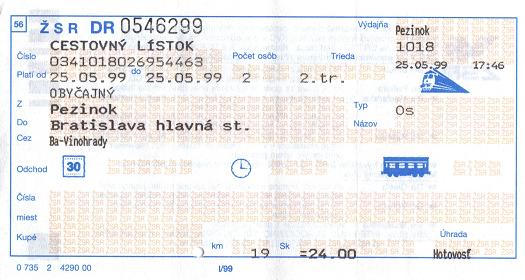 56 ŽSR DR 0546299 Výdajňa Pezinok
CESTOVNÝ LÍSTOK Počet osôb Trieda 1018
Číslo 03410180269 54463
Platí od 25.05.99 do 25.05.99 2 2.tr. 25.05.99 17:46
OBYČAJNÝ
Z Pezinok Typ Os
Do Bratislava hlavná st. Názov
Cez Ba-Vinohrady
Odchod 30
Čísla
miest
Kupé km 19 Sk =24.00 Úhrada Hotovosť
0 735 2 4290 00 I/99